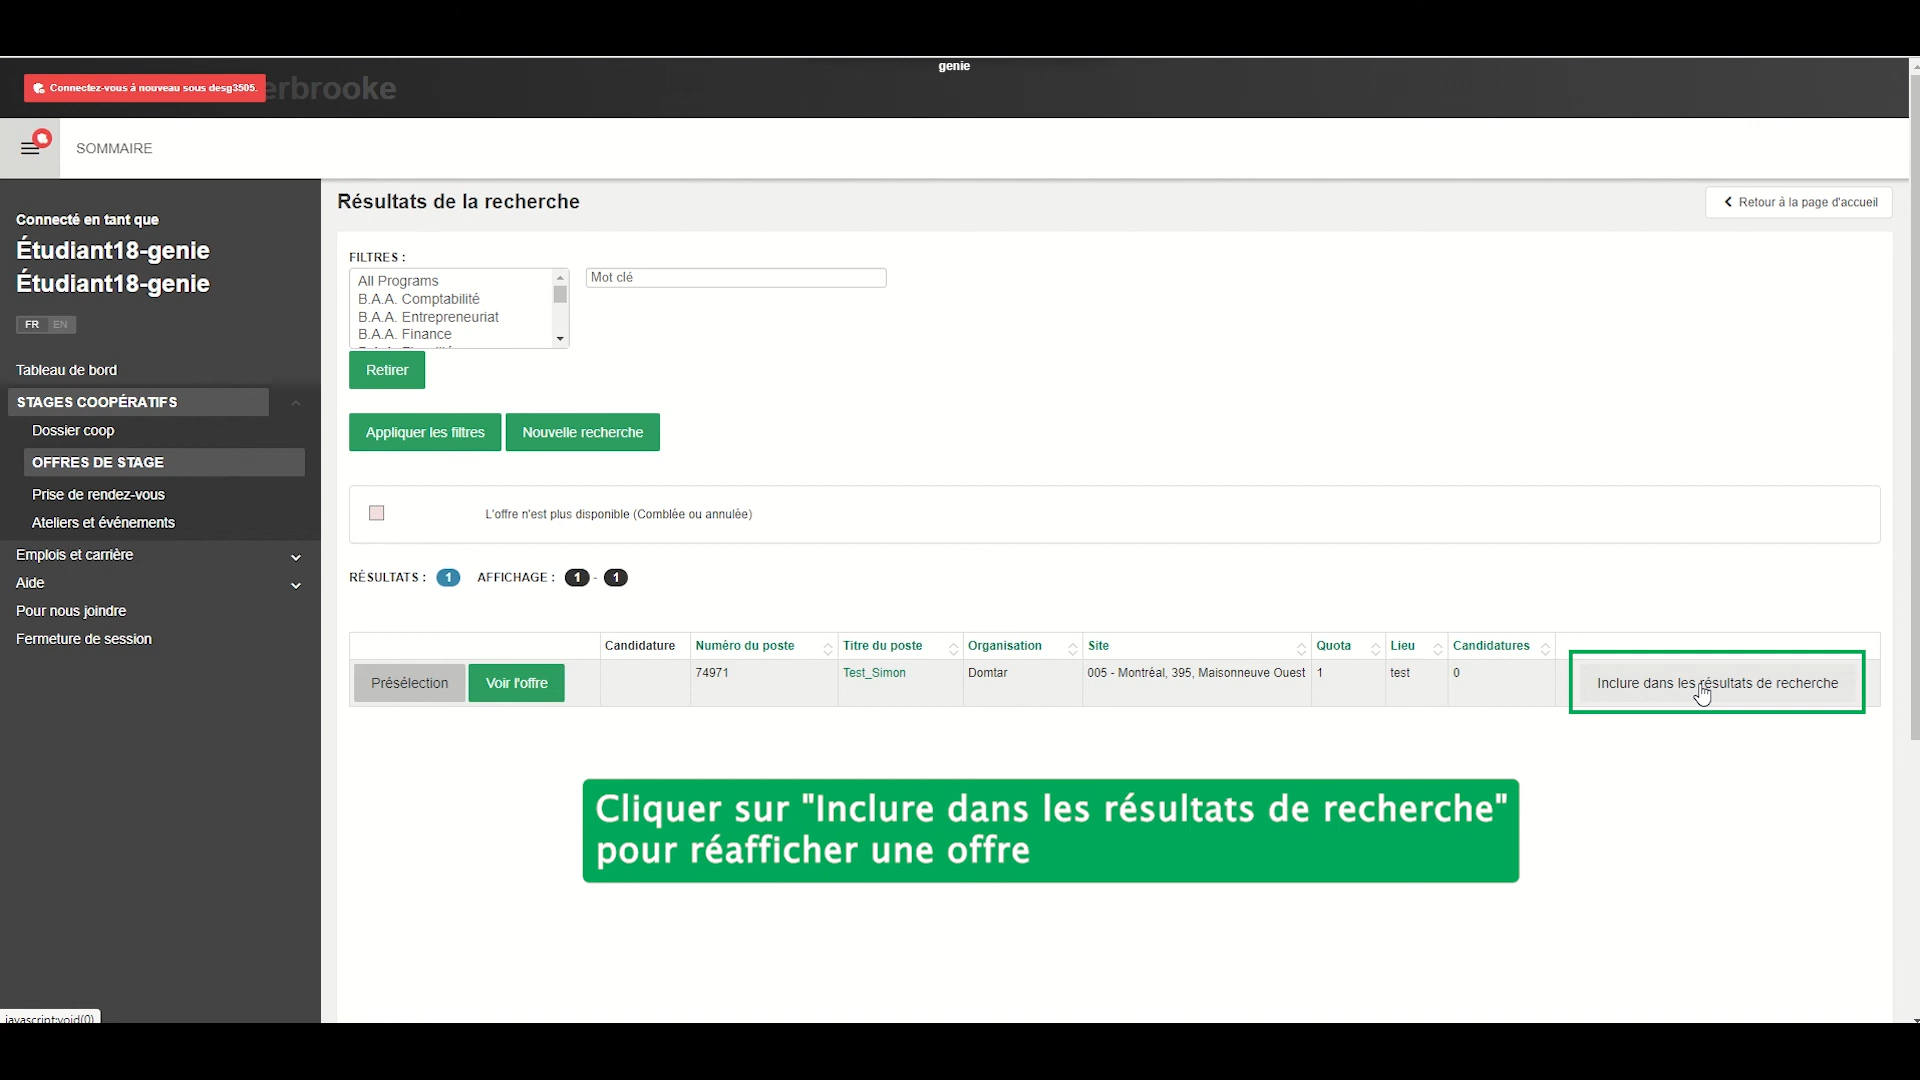 genie
Connectez-vous à nouveau sous desg3505.
erbrooke
SOMMAIRE
Connecté en tant que
Étudiant18-genie
Étudiant18-genie
FR EN
Tableau de bord
STAGES COOPÉRATIFS
Dossier coop
OFFRES DE STAGE
Prise de rendez-vous
Ateliers et événements
Emplois et carrière
Aide
Pour nous joindre
Fermeture de session
Résultats de la recherche
Retour à la page d'accueil
FILTRES :
All Programs
B.A.A. Comptabilité
B.A.A. Entrepreneuriat
B.A.A. Finance
Mot clé
Retirer
Appliquer les filtres Nouvelle recherche
L'offre n'est plus disponible (Comblée ou annulée)
RÉSULTATS : 1 AFFICHAGE : 1 - 1
Candidature Numéro du poste Titre du poste Organisation Site Quota Lieu Candidatures
Présélection Voir l'offre 74971 Test_Simon Domtar 005 - Montréal, 395, Maisonneuve Ouest 1 test 0 Inclure dans les résultats de recherche
Cliquer sur "Inclure dans les résultats de recherche"
pour réafficher une offre
javascript:void(0)